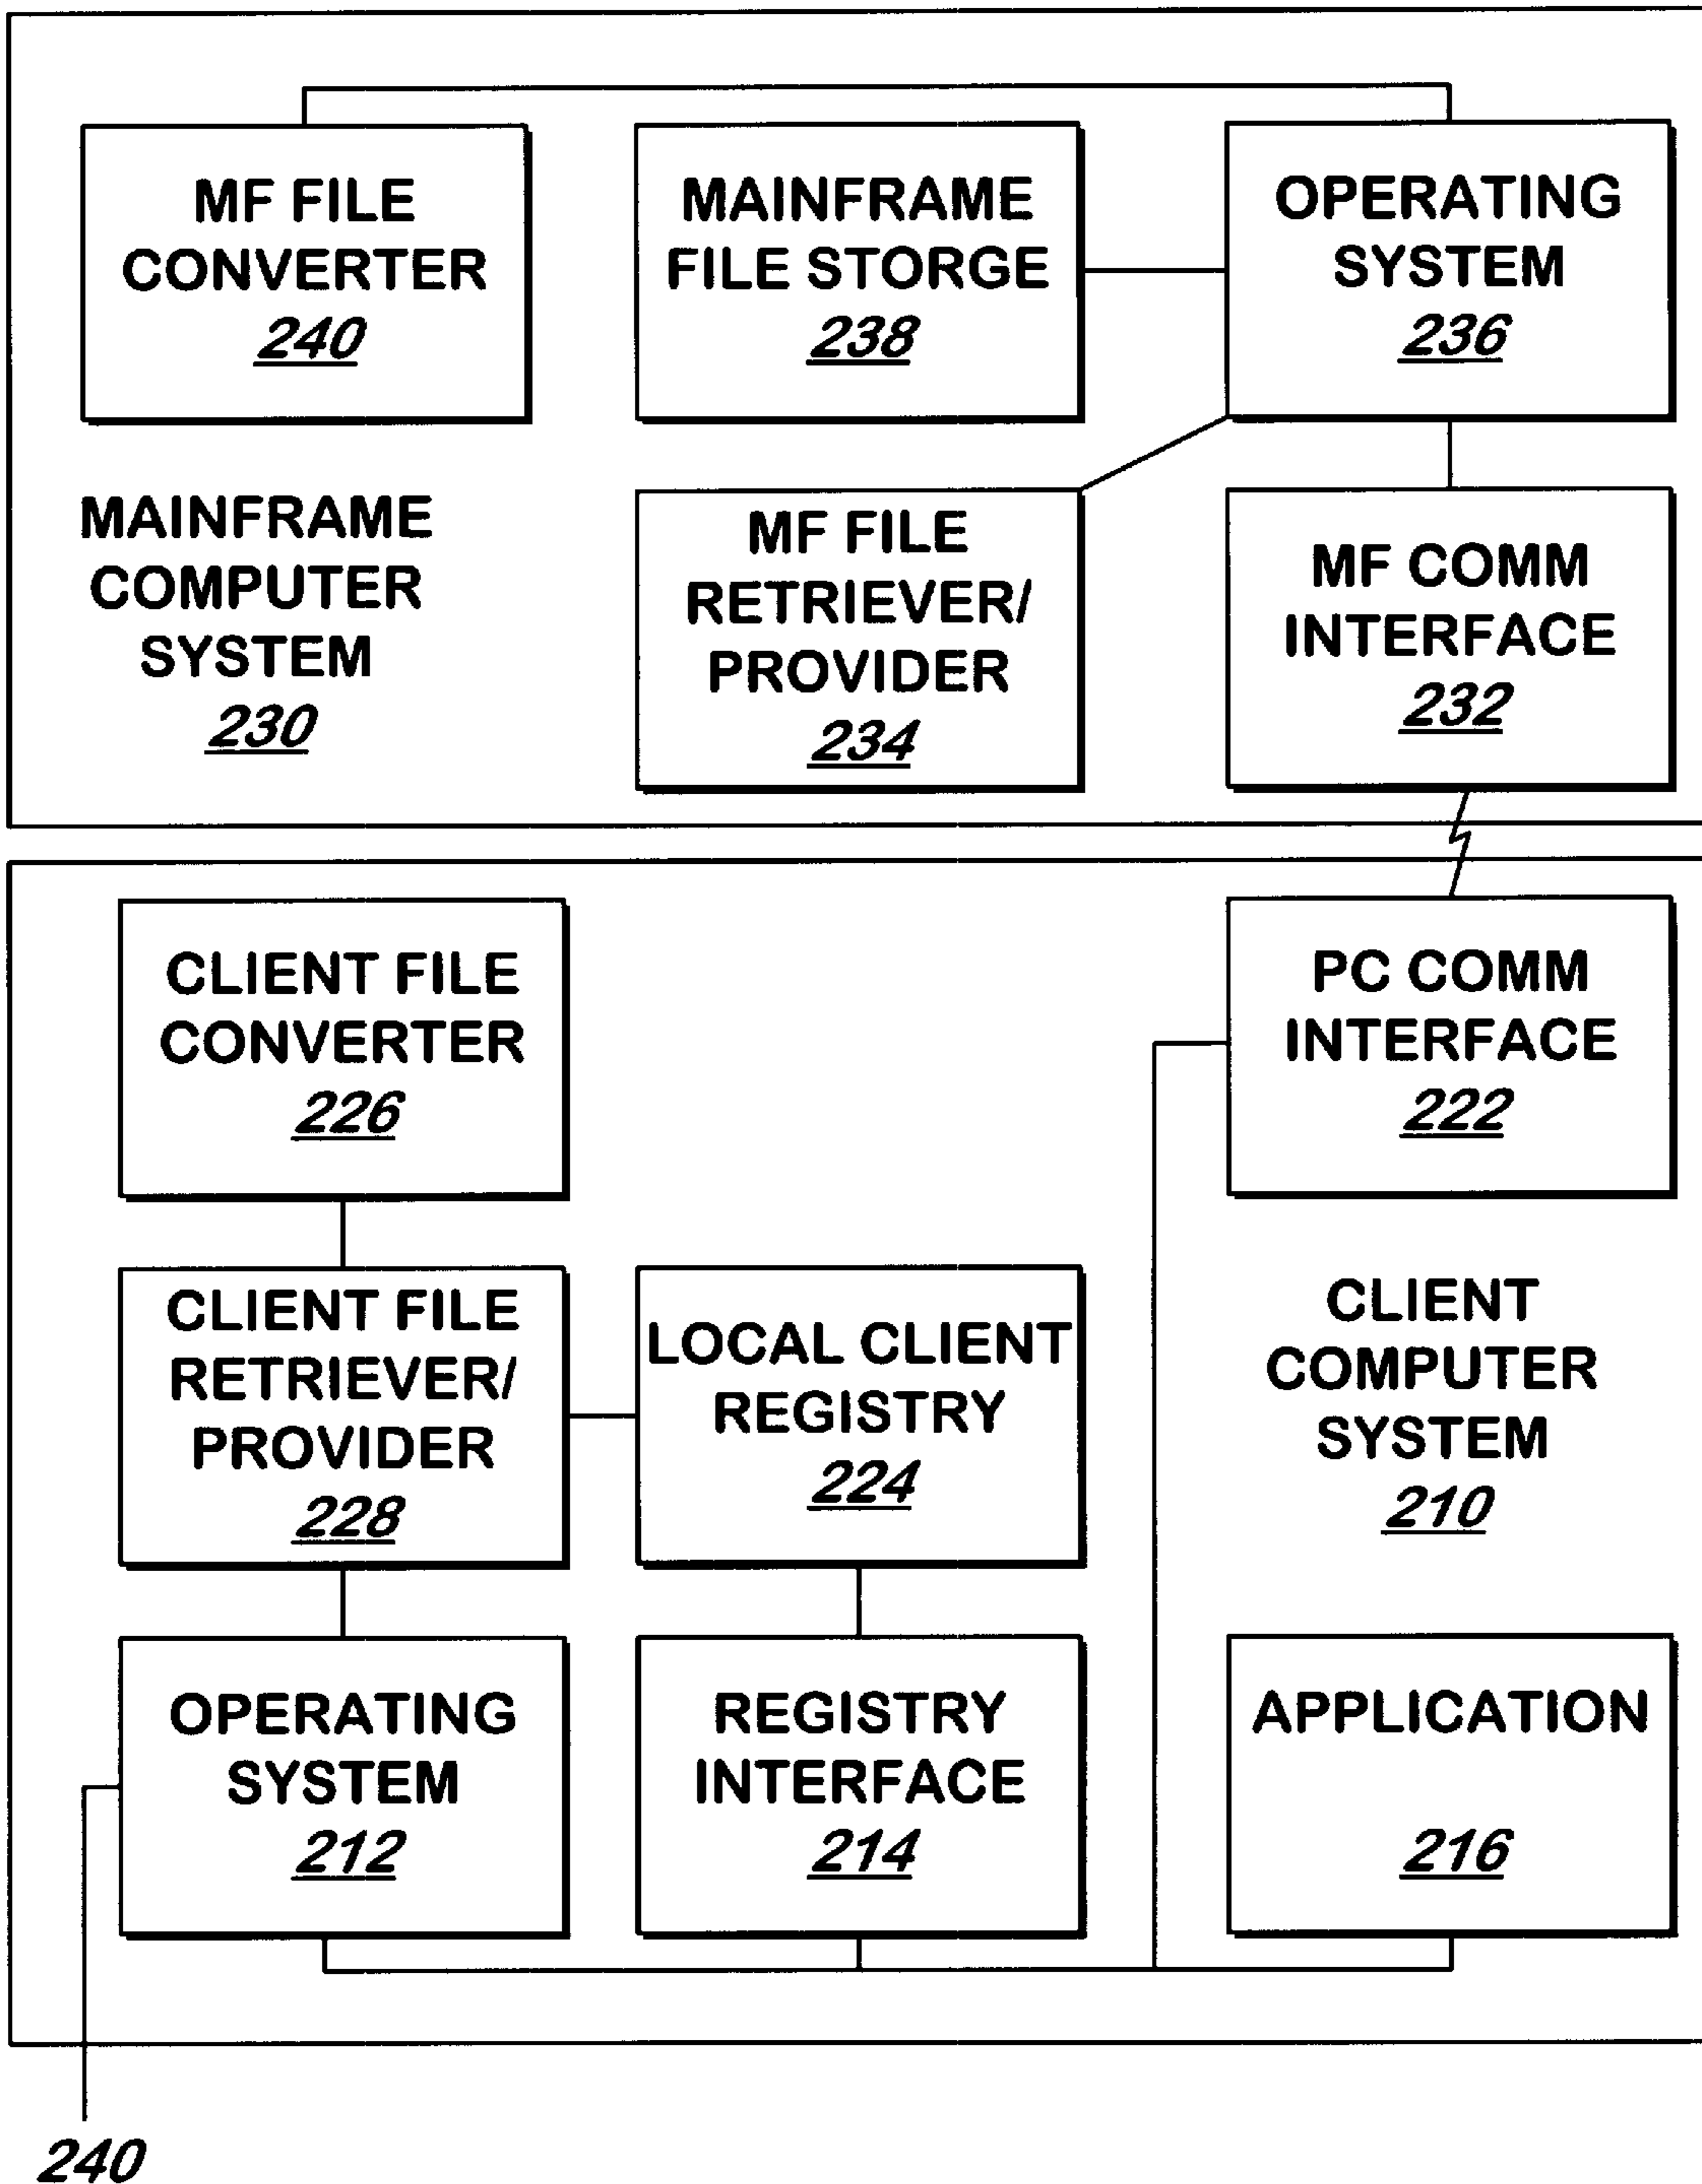 MF FILE
CONVERTER
240
MAINFRAME
FILE STORGE
238
OPERATING
SYSTEM
236
MAINFRAME
COMPUTER
SYSTEM
230
MF FILE
RETRIEVER/
PROVIDER
234
MF COMM
INTERFACE
232
CLIENT FILE
CONVERTER
226
PC COMM
INTERFACE
222
CLIENT FILE
RETRIEVER/
PROVIDER
228
LOCAL CLIENT
REGISTRY
224
CLIENT
COMPUTER
SYSTEM
210
OPERATING
SYSTEM
212
REGISTRY
INTERFACE
214
APPLICATION
216
240